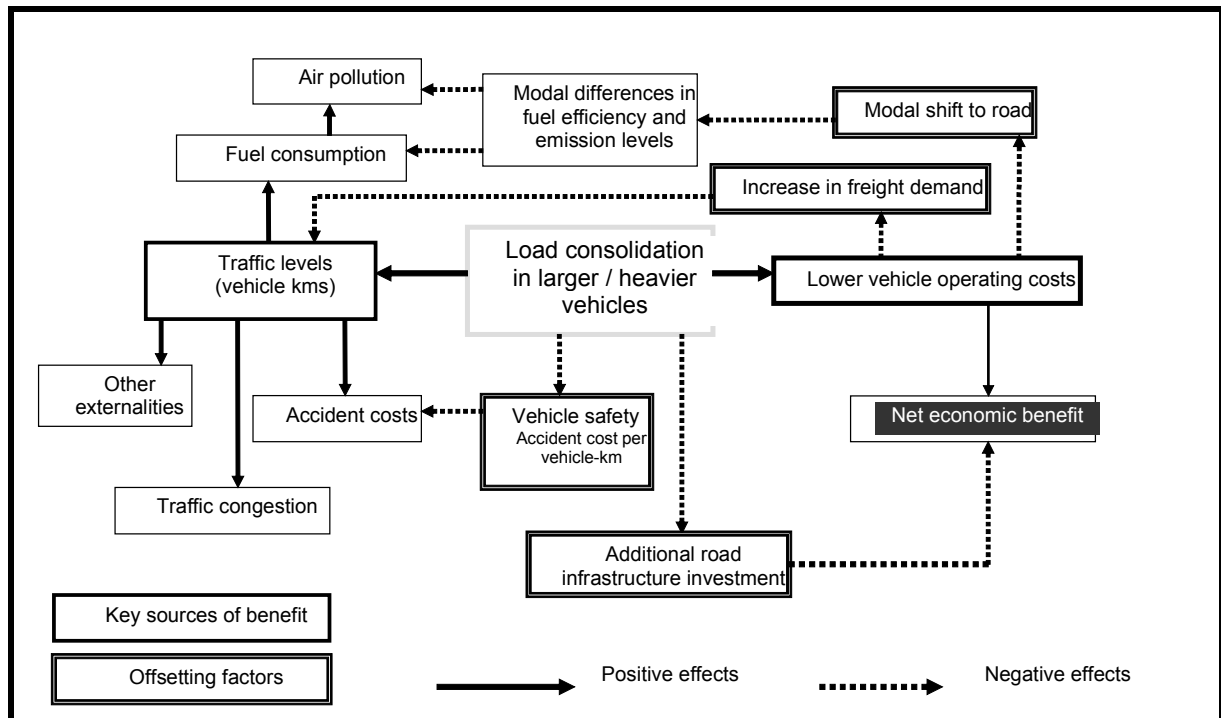 Air pollution
Modal differences in
fuel efficiency and
emission levels
Modal shift to road
Fuel consumption
Increase in freight demand
Traffic levels
(vehicle kms)
Load consolidation
in larger / heavier
vehicles
Lower vehicle operating costs
Other
externalities
Accident costs
Vehicle safety
Accident cost per
vehicle-km
Net economic benefit
Traffic congestion
Additional road
infrastructure investment
Key sources of benefit
Offsetting factors
Positive effects
Negative effects